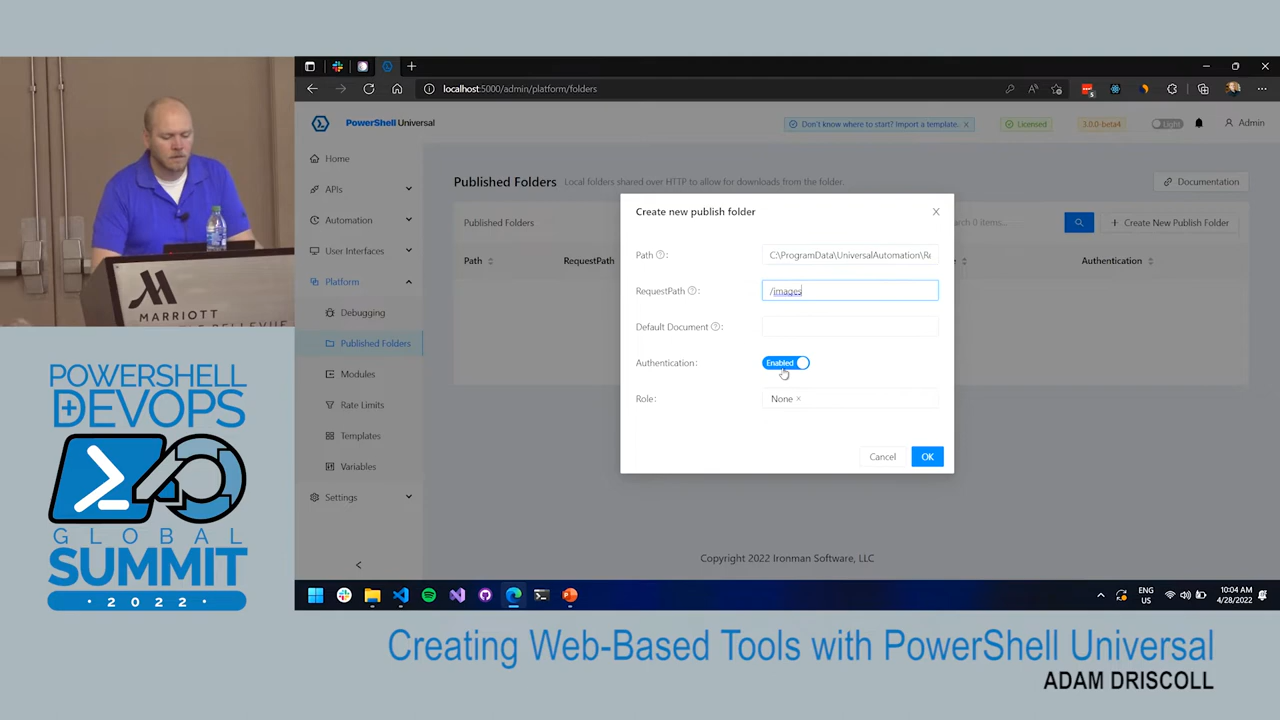 localhost:5000/admin/platform/folders
PowerShell Universal
Don't know where to start? Import a template.
Licensed
3.0.0-beta4
Light
Admin
Home
APIs
Automation
User Interfaces
Platform
Debugging
Published Folders
Modules
Rate Limits
Templates
Variables
Settings
Published Folders Local folders shared over HTTP to allow for downloads from the folder.
Documentation
Published Folders
search 0 items...
Create New Publish Folder
Path
RequestPath
Authentication
Create new publish folder
Path
C:\ProgramData\UniversalAutomation\Re
RequestPath
/images
Default Document
Authentication:
Enabled
Role:
None ×
Cancel
OK
Copyright 2022 Ironman Software, LLC
ENG
US
10:04 AM
4/28/2022
MARRIOTT
BELLEVUE
POWERSHELL
DEVOPS
GLOBAL
SUMMIT
2022
Creating Web-Based Tools with PowerShell Universal
ADAM DRISCOLL